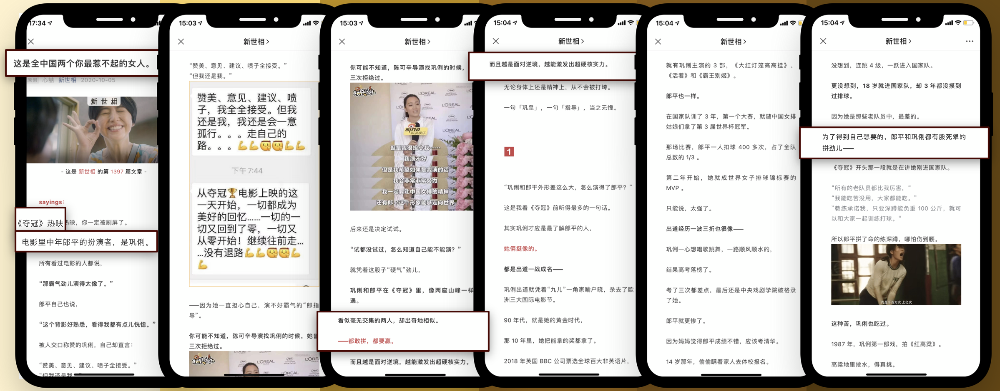 17:34
这是全中国两个你最惹不起的女人。
原创 心喆 新世相 2020-10-05
新世相
- 这是 新世相 的第 1397 篇文章 -
sayings:
《夺冠》热映
热映，你一定被刷屏了。
电影里中年郎平的扮演者，是巩俐。
所有看过电影的人都说，
“那霸气劲儿演得太像了。”
郎平自己也说，
“这个背影好熟悉，看得我都有点儿恍惚。”
被人交口称赞的巩俐，自己却直言：
“赞美、意见、建议、喷子全接受。”
“但我还是我。”
15:03
新世相
“赞美、意见、建议、喷子全接受。”
“但我还是我。”
赞美、意见、建议、喷
子，我全全接受。但我
还是我，我还是会一意
孤行。。。走自己的
路。。。💪💪🤕🤕💪💪
下午 7:44
从夺冠🏆电影上映的这
一天开始，一切都成为
美好的回忆……一切的一
切又回到了零，一切又
从零开始！继续往前走…
…没有退路💪💪🤕🤕💪
💪
——因为她一直担心自己，演不好霸气的“郎指
导”。
你可能不知道，陈可辛导演找巩俐的时候，她曾
三次拒绝过。
L'ORÉAL
15:03
新世相
你可能不知道，陈可辛导演找巩俐的时候，
三次拒绝过。
L'ORÉAL
PARIS
sina
新浪娱乐
但是我很担心我……
我演不好
但是我希望如果是我演的话
我会非常非常努力
我一定要让中国女排的精神
还有郎平这个形象能够走向世界
后来还是决定试试。
“试都没试过，怎么知道自己能不能演？”
就凭着这股子“硬气”劲儿，
巩俐和郎平在《夺冠》里，像两座山峰一样
遇。
看似毫无交集的两人，却出奇地相似。
——都敢拼，都要赢。
而且越是面对逆境，越能激发出超硬核实力。
15:04
新世相
而且越是面对逆境，越能激发出超硬核实力。
无论身体上还是精神上，从不会被打垮。
一句「巩皇」，一句「指导」，当之无愧。
1
“巩俐和郎平外形差这么大，怎么演得了郎平？”
这是我看《夺冠》前听得最多的一句话。
其实巩俐才应是最了解郎平的人，
她俩挺像的。
都是出道一战成名——
巩俐出道就凭着“九儿”一角家喻户晓，杀去了欧
洲三大国际电影节。
90 年代，就是她的黄金时代，
那 10 年里，她把能拿的奖都拿了。
2018 年英国 BBC 公司票选全球百大非英语片，
15:04
新世相
就有巩俐主演的 3 部，《大红灯笼高高挂》、
《活着》和《霸王别姬》。
郎平也一样。
在国家队训了 3 年，第一个大赛，就随中国女排
姑娘们拿了第 3 届世界杯冠军。
那场比赛，郎平一人扣球 400 多次，占了全队
总数的 1/3 。
第二年开始，她就成世界女子排球锦标赛的
MVP 。
只能说，太强了。
出道经历一波三折也很像——
巩俐一心想唱歌跳舞，一路顺风顺水的，
结果高考落榜了。
考了三次都差点，最后还是中央戏剧学院破格录
了她。
郎平就更惨了。
因为妈妈觉得郎平成绩不错，应该考清华。
14 岁那年，偷偷瞒着家人去体校报名。
15:04
新世相
没想到，连跳 4 级，一跃进入国家队。
更没想到，18 岁就进国家队，却 3 年都没摸到
过排球。
因为她是那些老队员中，最差的。
为了得到自己想要的，郎平和巩俐都有股死犟的
拼劲儿——
《夺冠》开头那一段就是在讲她刚进国家队。
“所有的老队员都比我厉害，“
“我能吃苦没用，大家都能吃。”
”教练承诺我，只要深蹲能负重 100 公斤，就可
以和大家一起训练打球。“
所以郎平拼了命的练深蹲，哪怕伤到腰。
而是千百万次 上亿次
这种苦，巩俐也吃过。
1987 年，巩俐第一部戏，拍《红高粱》。
高粱地里挑水，得真挑。